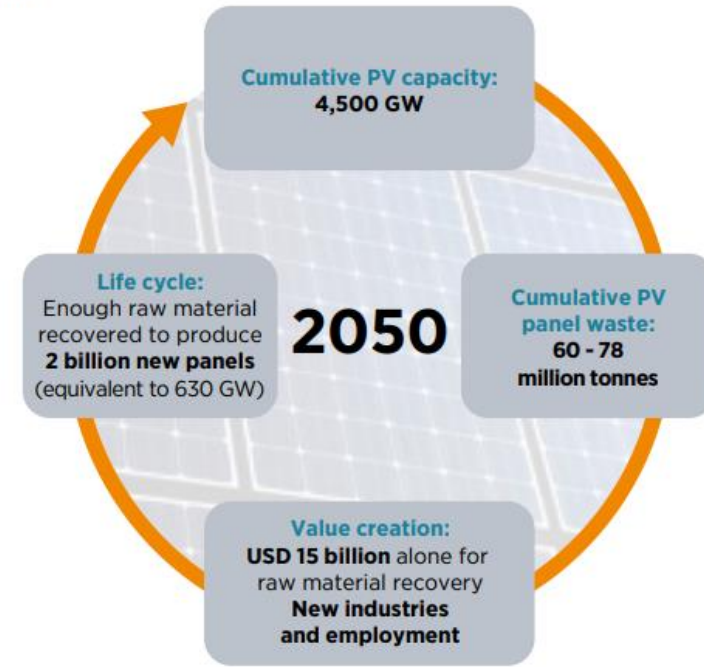 Cumulative PV capacity:
4,500 GW
Life cycle:
Enough raw material
recovered to produce
2 billion new panels
(equivalent to 630 GW)
2050
Cumulative PV
panel waste:
60 - 78
million tonnes
Value creation:
USD 15 billion alone for
raw material recovery
New industries
and employment